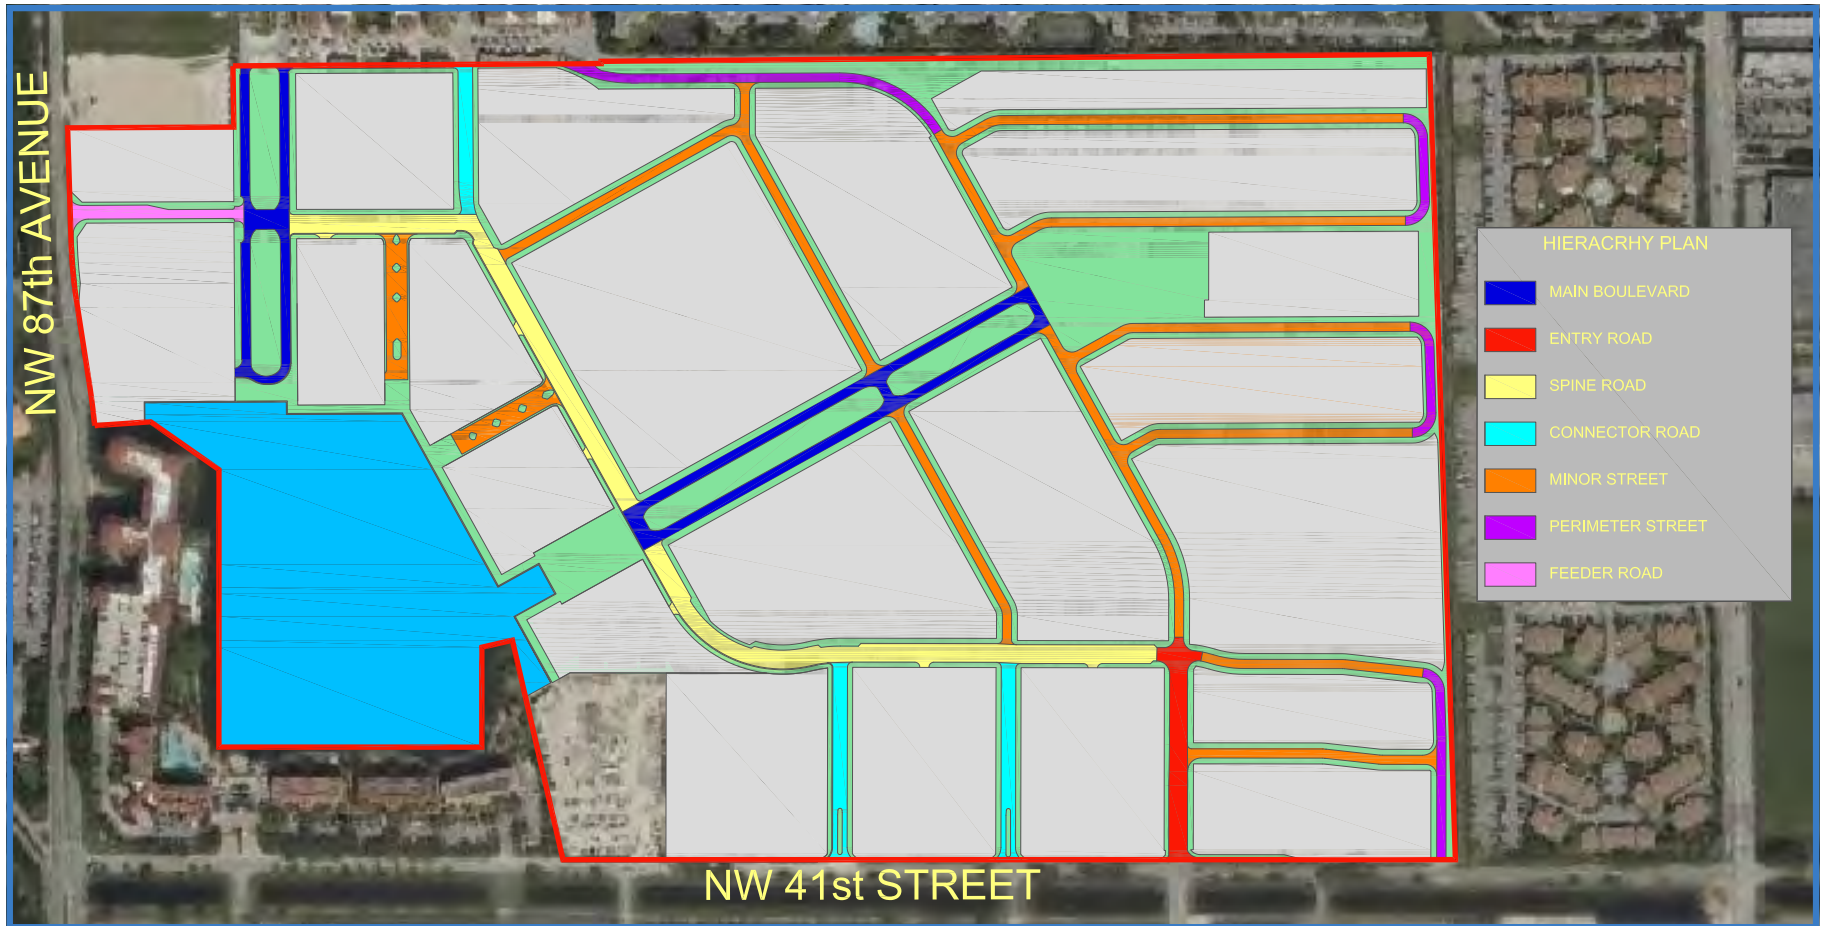 NW 87th AVENUE
HIERACRHY PLAN
MAIN BOULEVARD
ENTRY ROAD
SPINE ROAD
CONNECTOR ROAD
MINOR STREET
PERIMETER STREET
FEEDER ROAD
NW 41st STREET